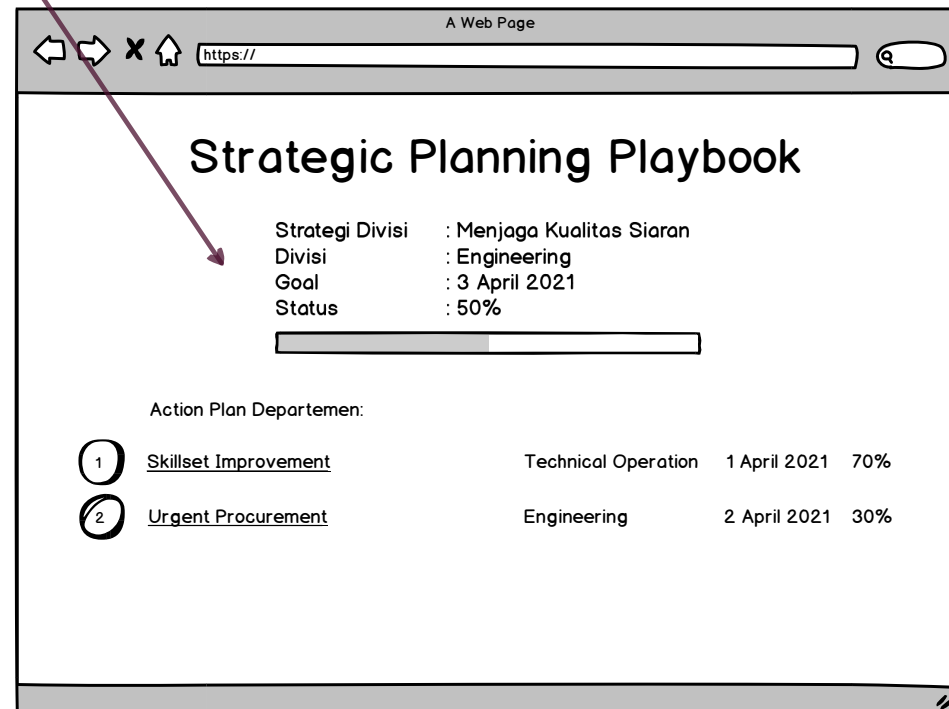 A Web Page
https://
Strategic Planning Playbook
Strategi Divisi : Menjaga Kualitas Siaran
Divisi : Engineering
Goal : 3 April 2021
Status : 50%
Action Plan Departemen:
1 Skillset Improvement Technical Operation 1 April 2021 70%
2 Urgent Procurement Engineering 2 April 2021 30%